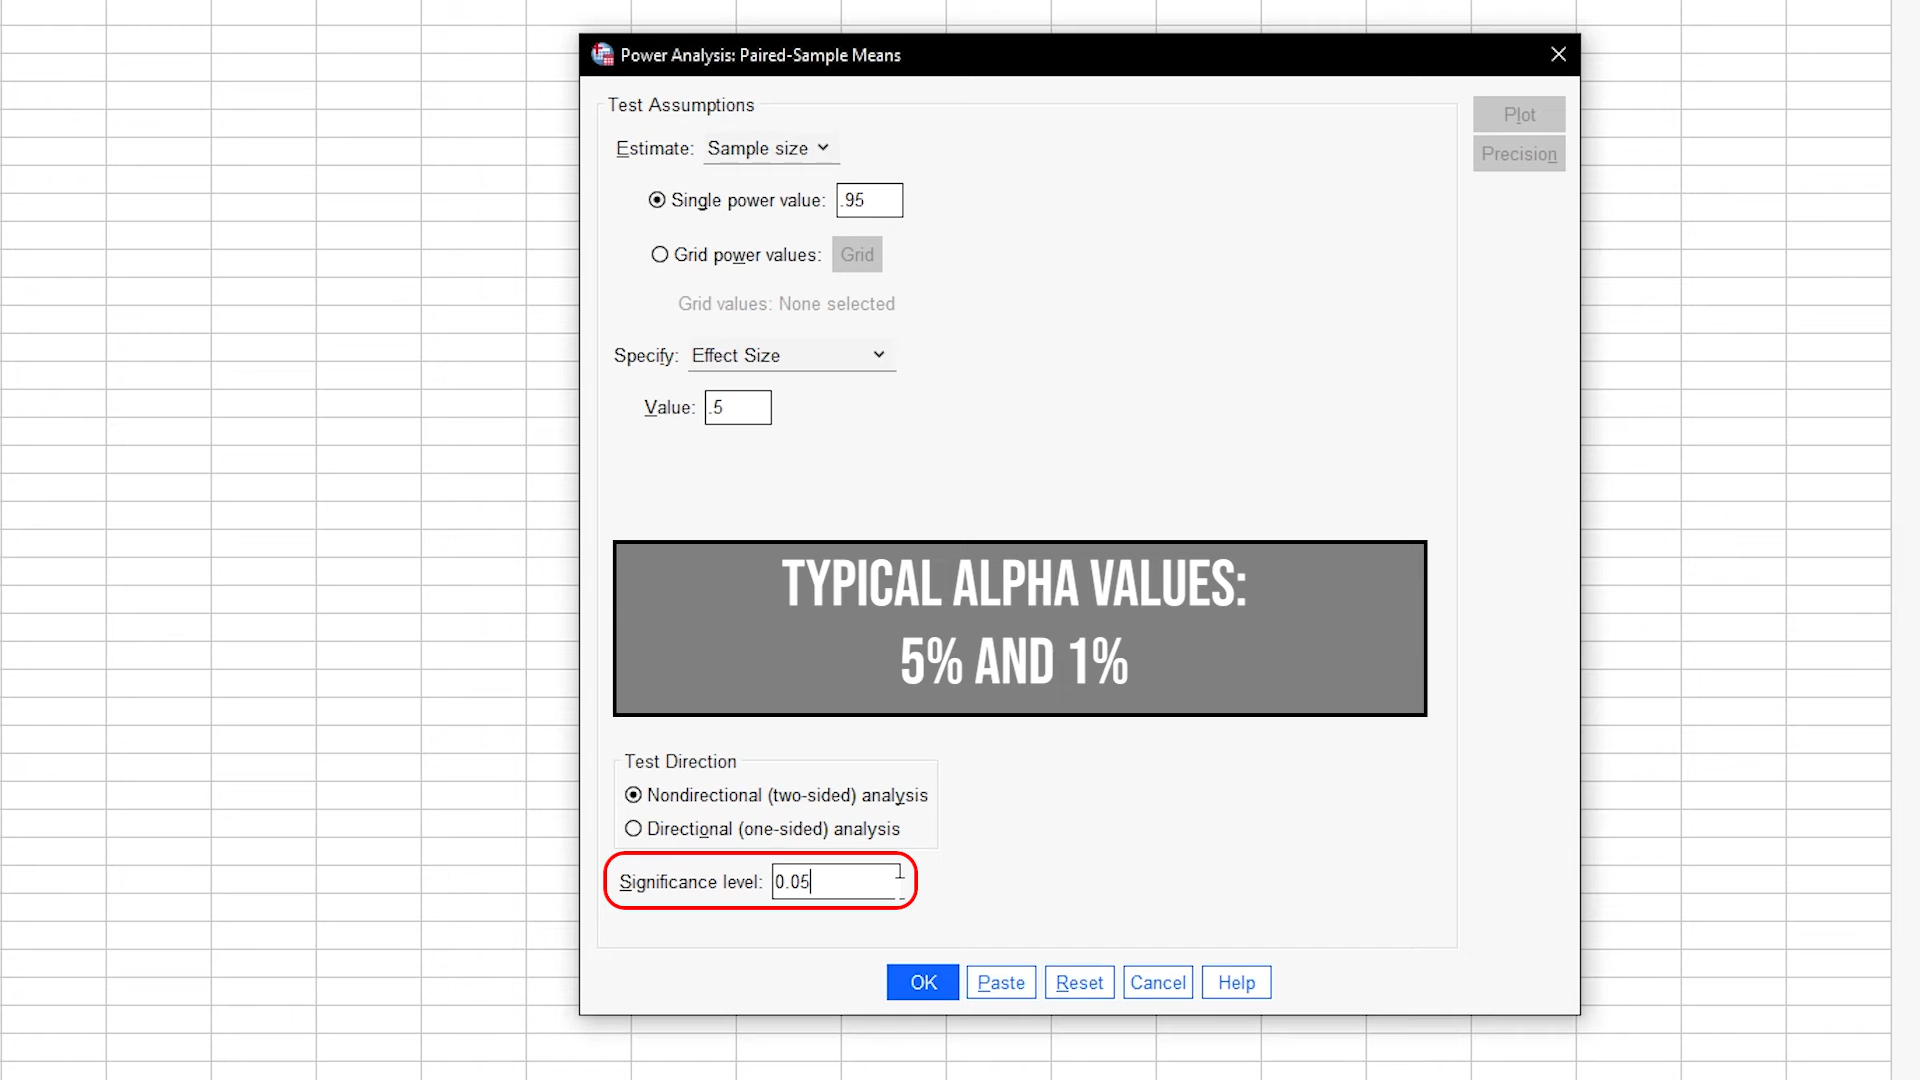 Power Analysis: Paired-Sample Means
Test Assumptions
Plot
Precision
Estimate: Sample size
Single power value: .95
Grid power values: Grid
Grid values: None selected
Specify: Effect Size
Value: .5
TYPICAL ALPHA VALUES:
5% AND 1%
Test Direction
Nondirectional (two-sided) analysis
Directional (one-sided) analysis
Significance level: 0.05
OK Paste Reset Cancel Help